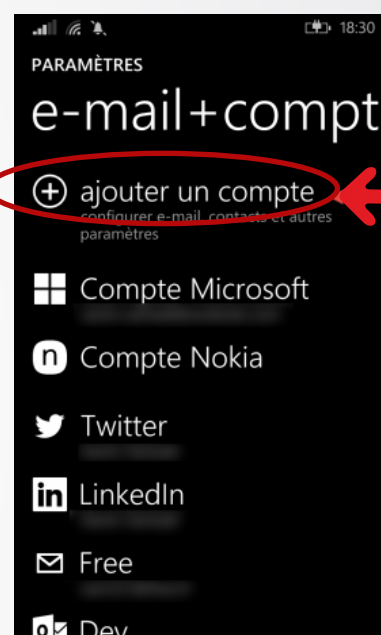 18:30
PARAMÈTRES
e-mail+compt
ajouter un compte
configurer e-mail, contacts et autres
paramètres
Compte Microsoft
n Compte Nokia
Twitter
in LinkedIn
Free
Dev